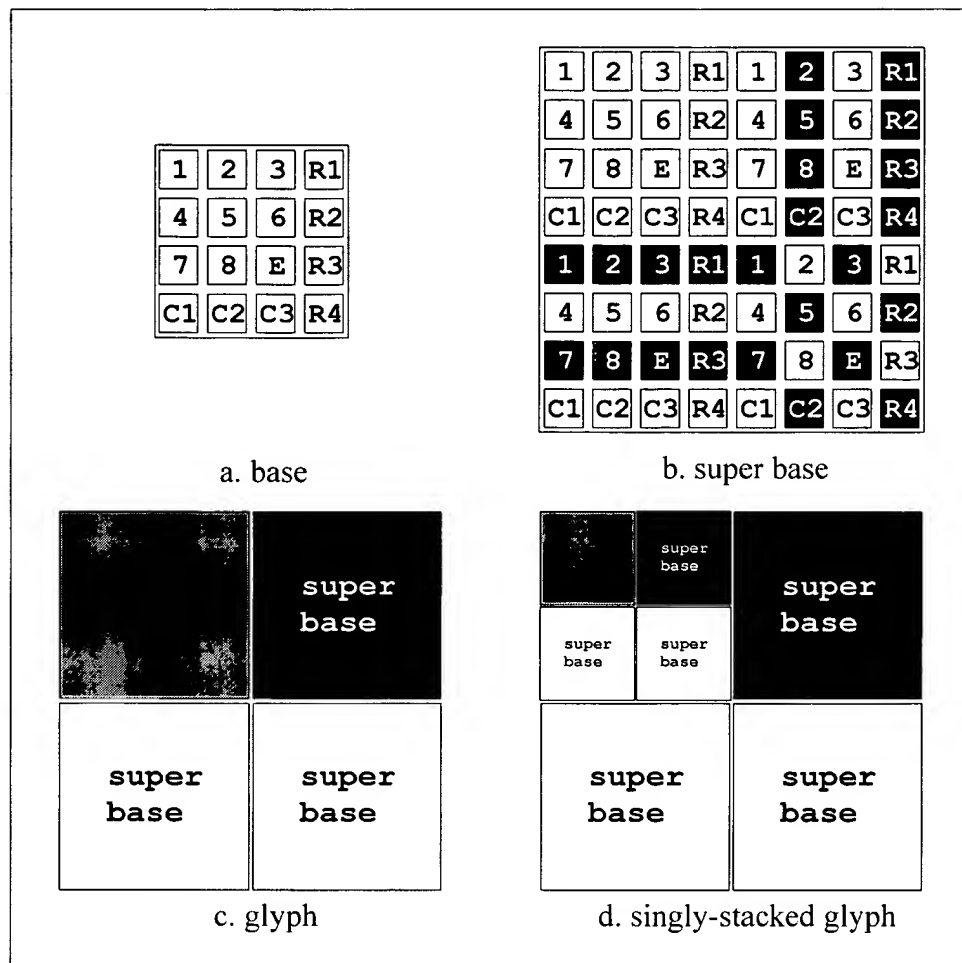 1 2 3 R1
4 5 6 R2
7 8 E R3
C1 C2 C3 R4
a. base
1 2 3 R1 1 2 3 R1
4 5 6 R2 4 5 6 R2
7 8 E R3 7 8 E R3
C1 C2 C3 R4 C1 C2 C3 R4
1 2 3 R1 1 2 3 R1
4 5 6 R2 4 5 6 R2
7 8 E R3 7 8 E R3
C1 C2 C3 R4 C1 C2 C3 R4
b. super base
super
base
super
base
super
base
c. glyph
super
base
super
base
super
base
super
base
super
base
super
base
d. singly-stacked glyph